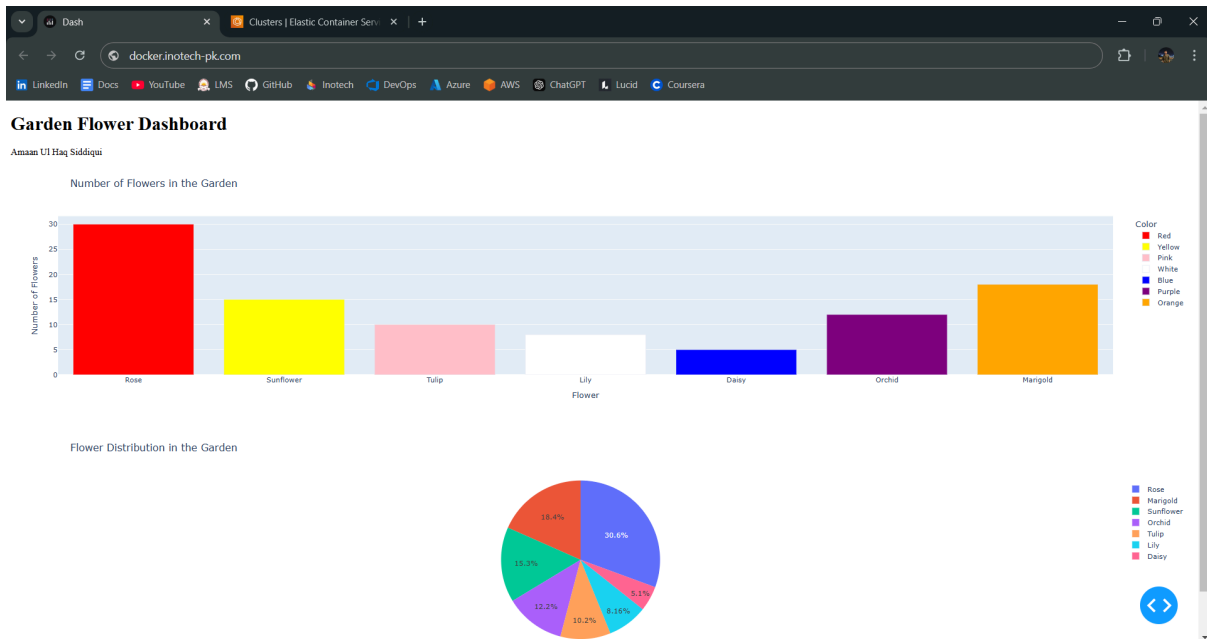 Dash
Clusters | Elastic Container Serv
docker.inotech-pk.com
LinkedIn Docs YouTube LMS GitHub Inotech DevOps Azure AWS ChatGPT Lucid Coursera
Garden Flower Dashboard
Amaan Ul Haq Siddiqui
Number of Flowers in the Garden
Number of Flowers
30
25
20
15
10
5
0
Rose Sunflower Tulip Lily Daisy Orchid Marigold
Flower
Color
Red
Yellow
Pink
White
Blue
Purple
Orange
Flower Distribution in the Garden
18.4%
30.6%
15.3%
5.1%
12.2%
8.16%
10.2%
Rose
Marigold
Sunflower
Orchid
Tulip
Lily
Daisy